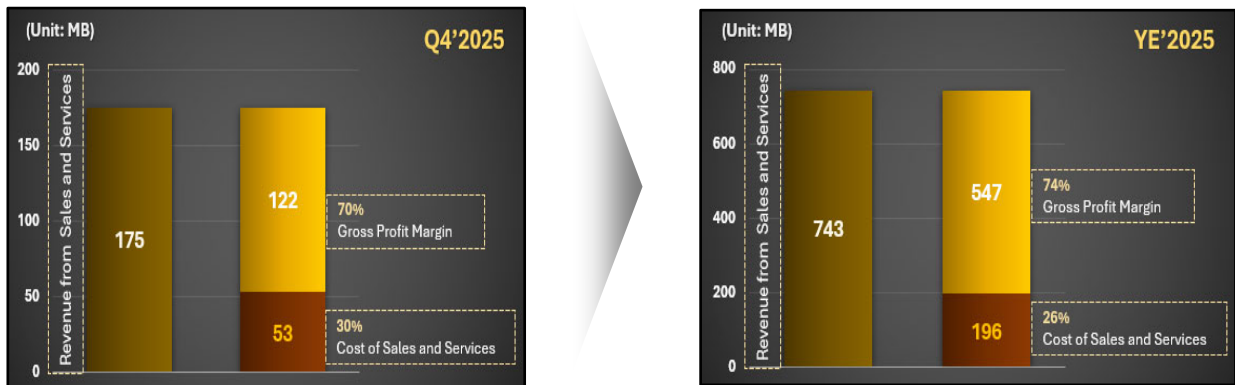 (Unit: MB)
Q4'2025
200
150
100
50
0
Revenue from Sales and Services
175
122
53
70%
Gross Profit Margin
30%
Cost of Sales and Services
(Unit: MB)
YE'2025
800
600
400
200
0
Revenue from Sales and Services
743
547
196
74%
Gross Profit Margin
26%
Cost of Sales and Services